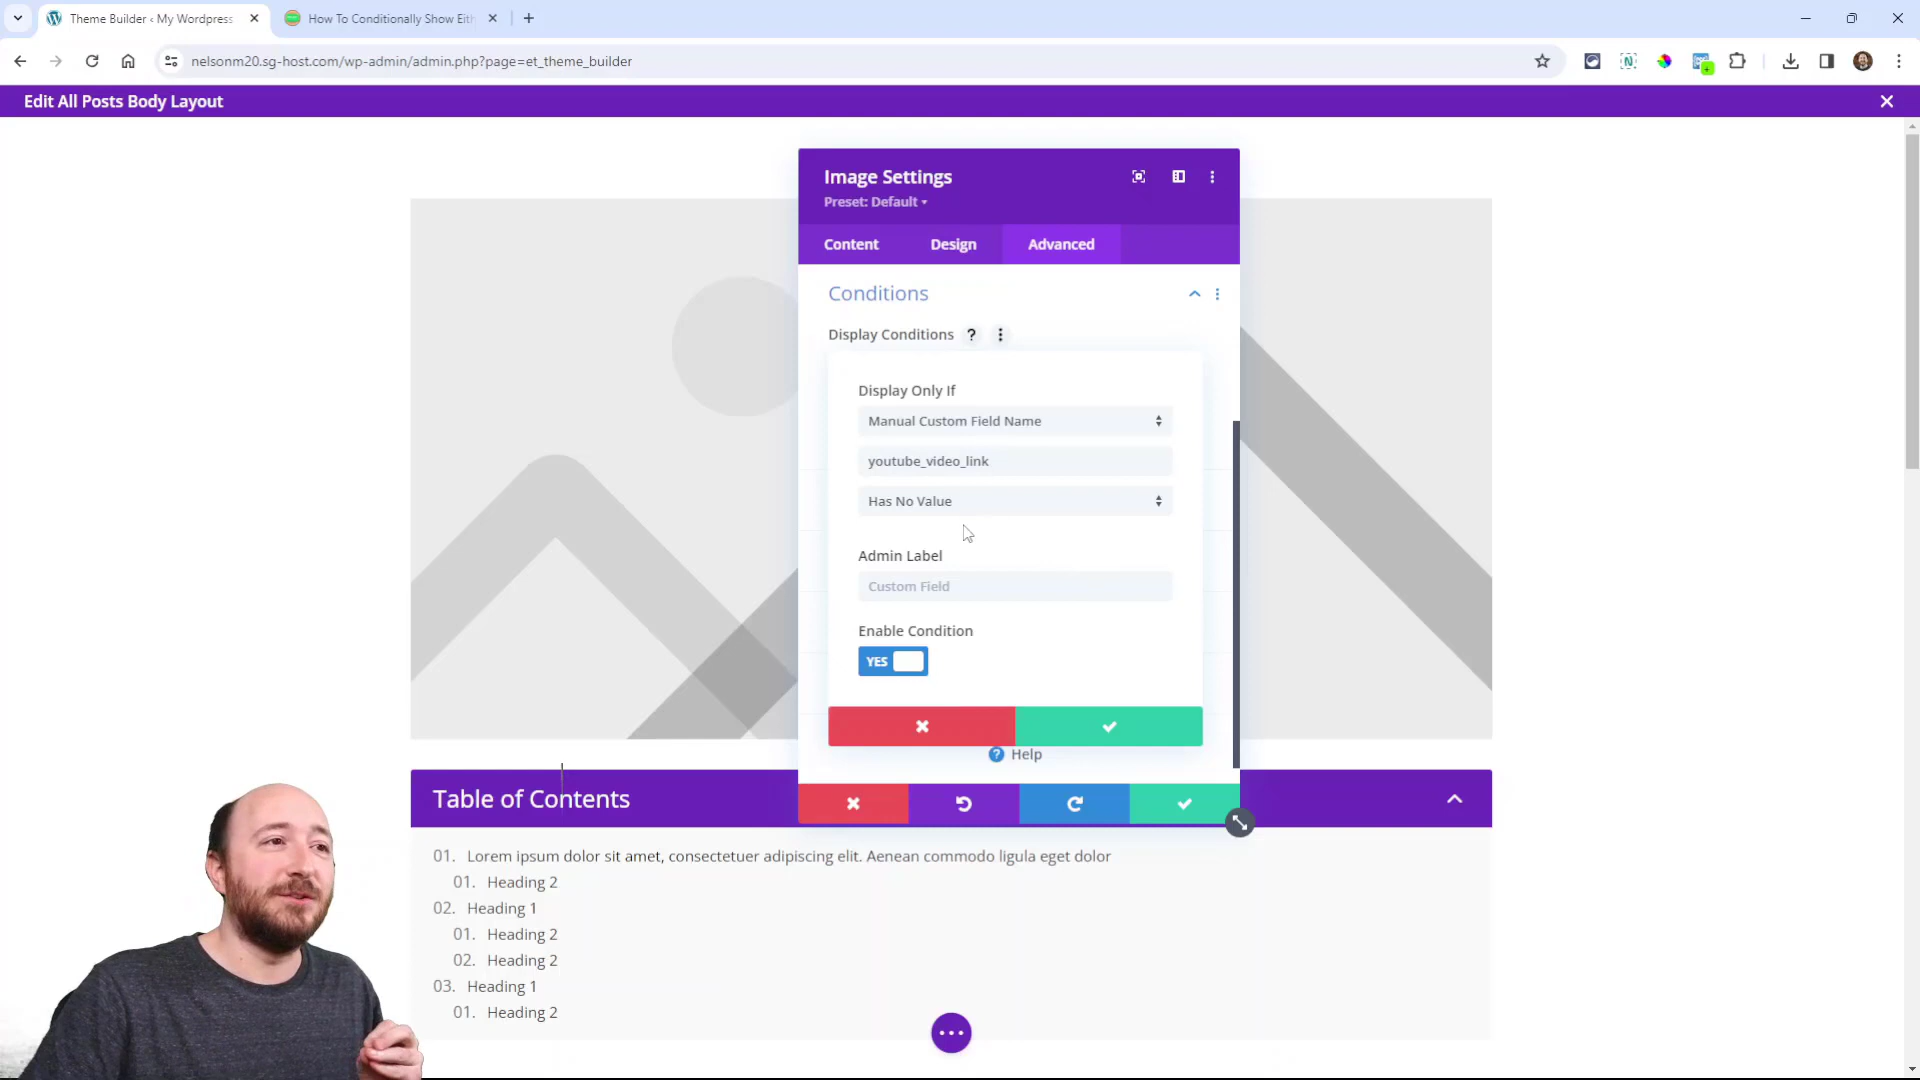 Theme Builder ‹ My Wordpress
How To Conditionally Show Eith
nelsonm20.sg-host.com/wp-admin/admin.php?page=et_theme_builder
Edit All Posts Body Layout
Image Settings
Preset: Default
Content
Design
Advanced
Conditions
Display Conditions
?
Display Only If
Manual Custom Field Name
youtube_video_link
Has No Value
Admin Label
Custom Field
Enable Condition
YES
? Help
Table of Contents
01. Lorem ipsum dolor sit amet, consectetuer adipiscing elit. Aenean commodo ligula eget dolor
01. Heading 2
02. Heading 1
01. Heading 2
02. Heading 2
03. Heading 1
01. Heading 2